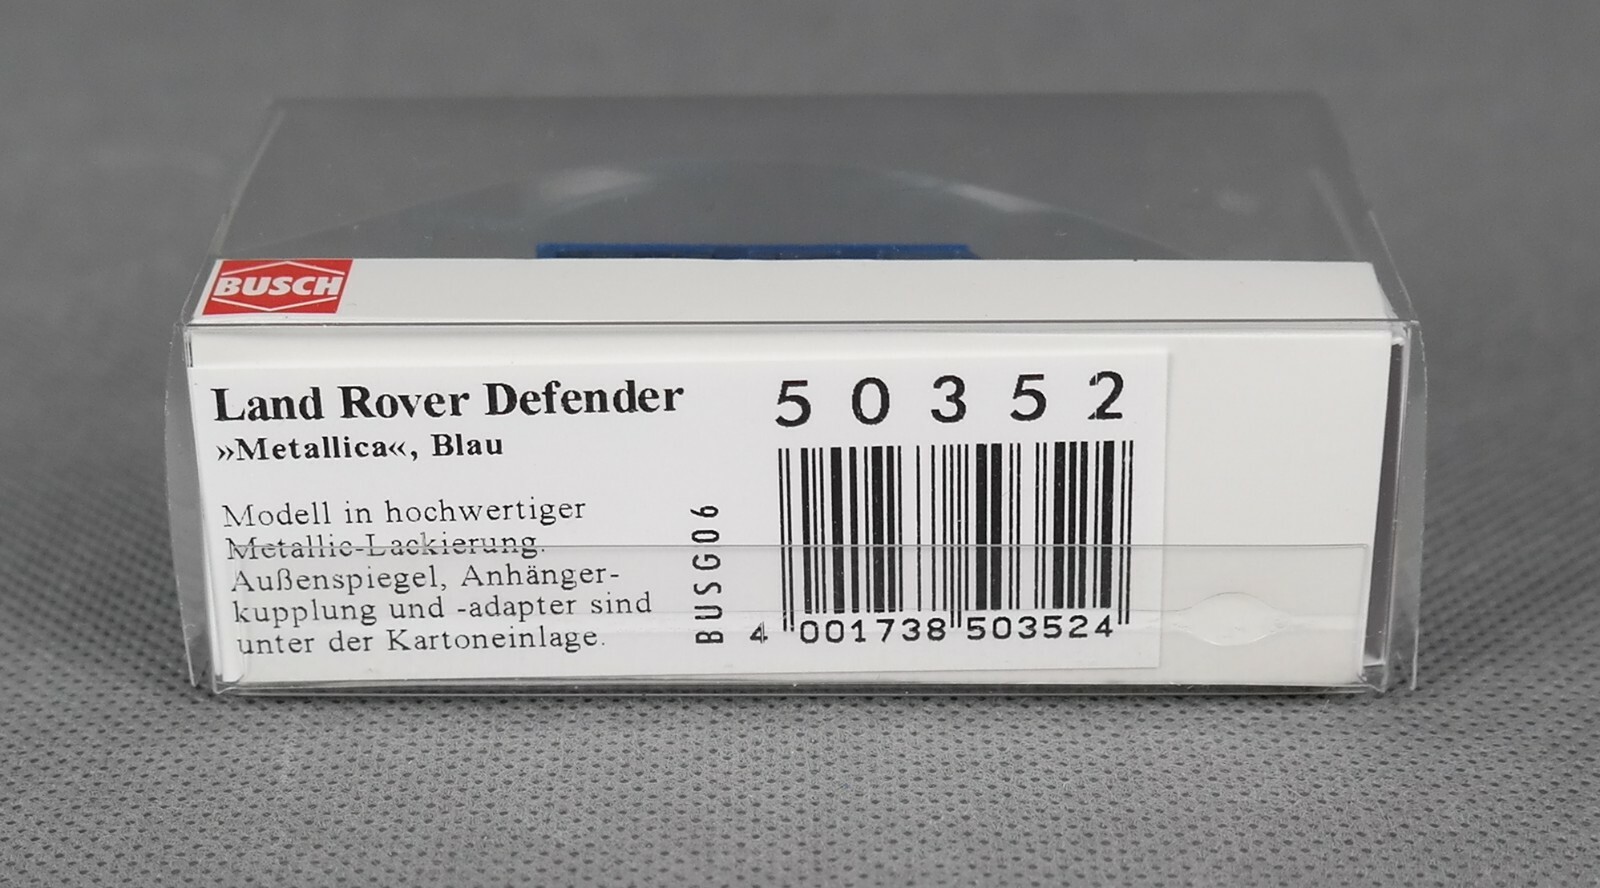 BUSCH
Land Rover Defender
»Metallica«, Blau
Modell in hochwertiger
Metallic-Lackierung.
Außenspiegel, Anhänger-
kupplung und -adapter sind
unter der Kartoneinlage.
BUSG06
50352
4 001738 503524